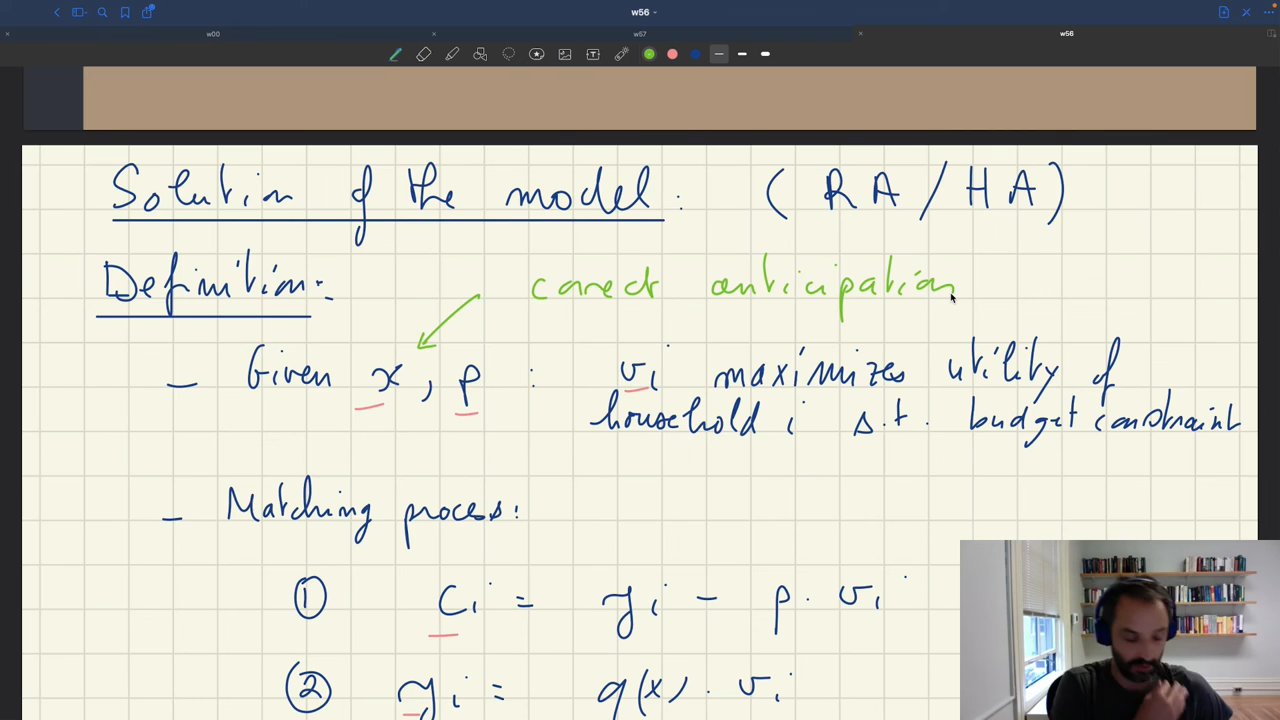 w56
w00
w57
w56
Solution of the model : ( RA / HA )
Definition :
correct anticipation
- Given x, p : vi maximizes utility of
household i s.t. budget constraint
- Matching process :
① ci = yi - p . vi
② yi = q(x) . vi